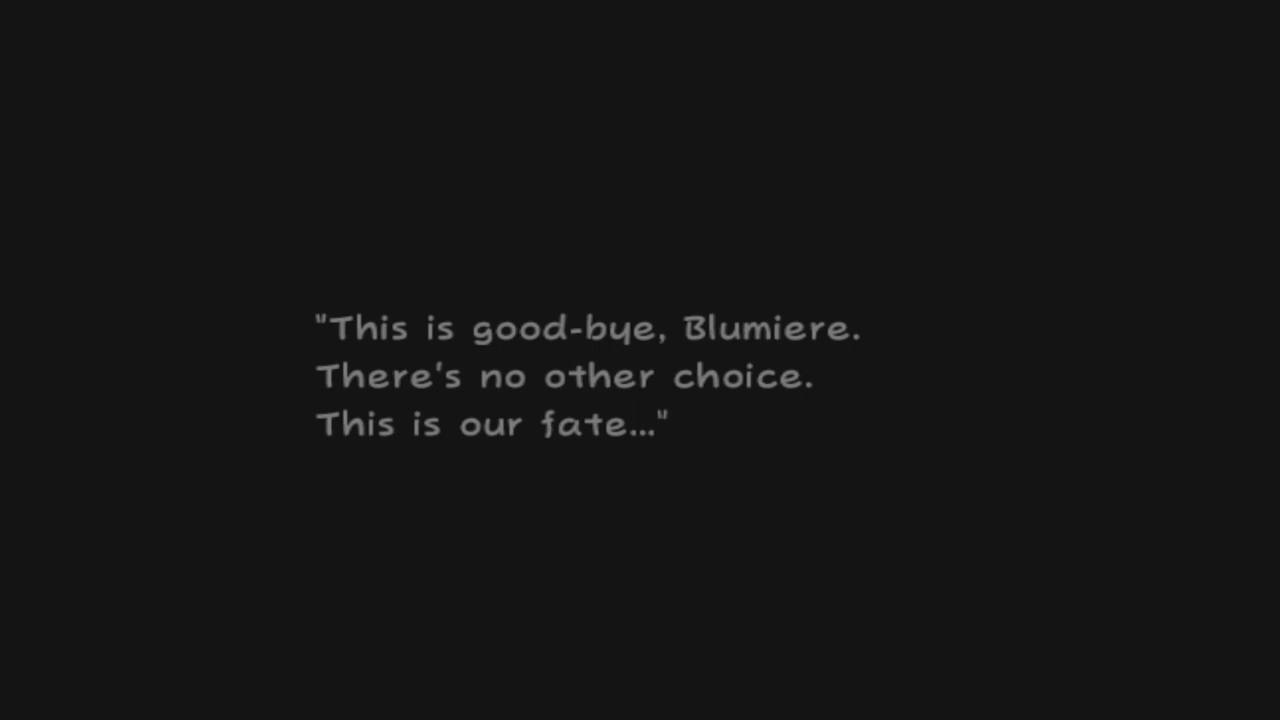 "This is good-bye, Blumiere.
There's no other choice.
This is our fate..."